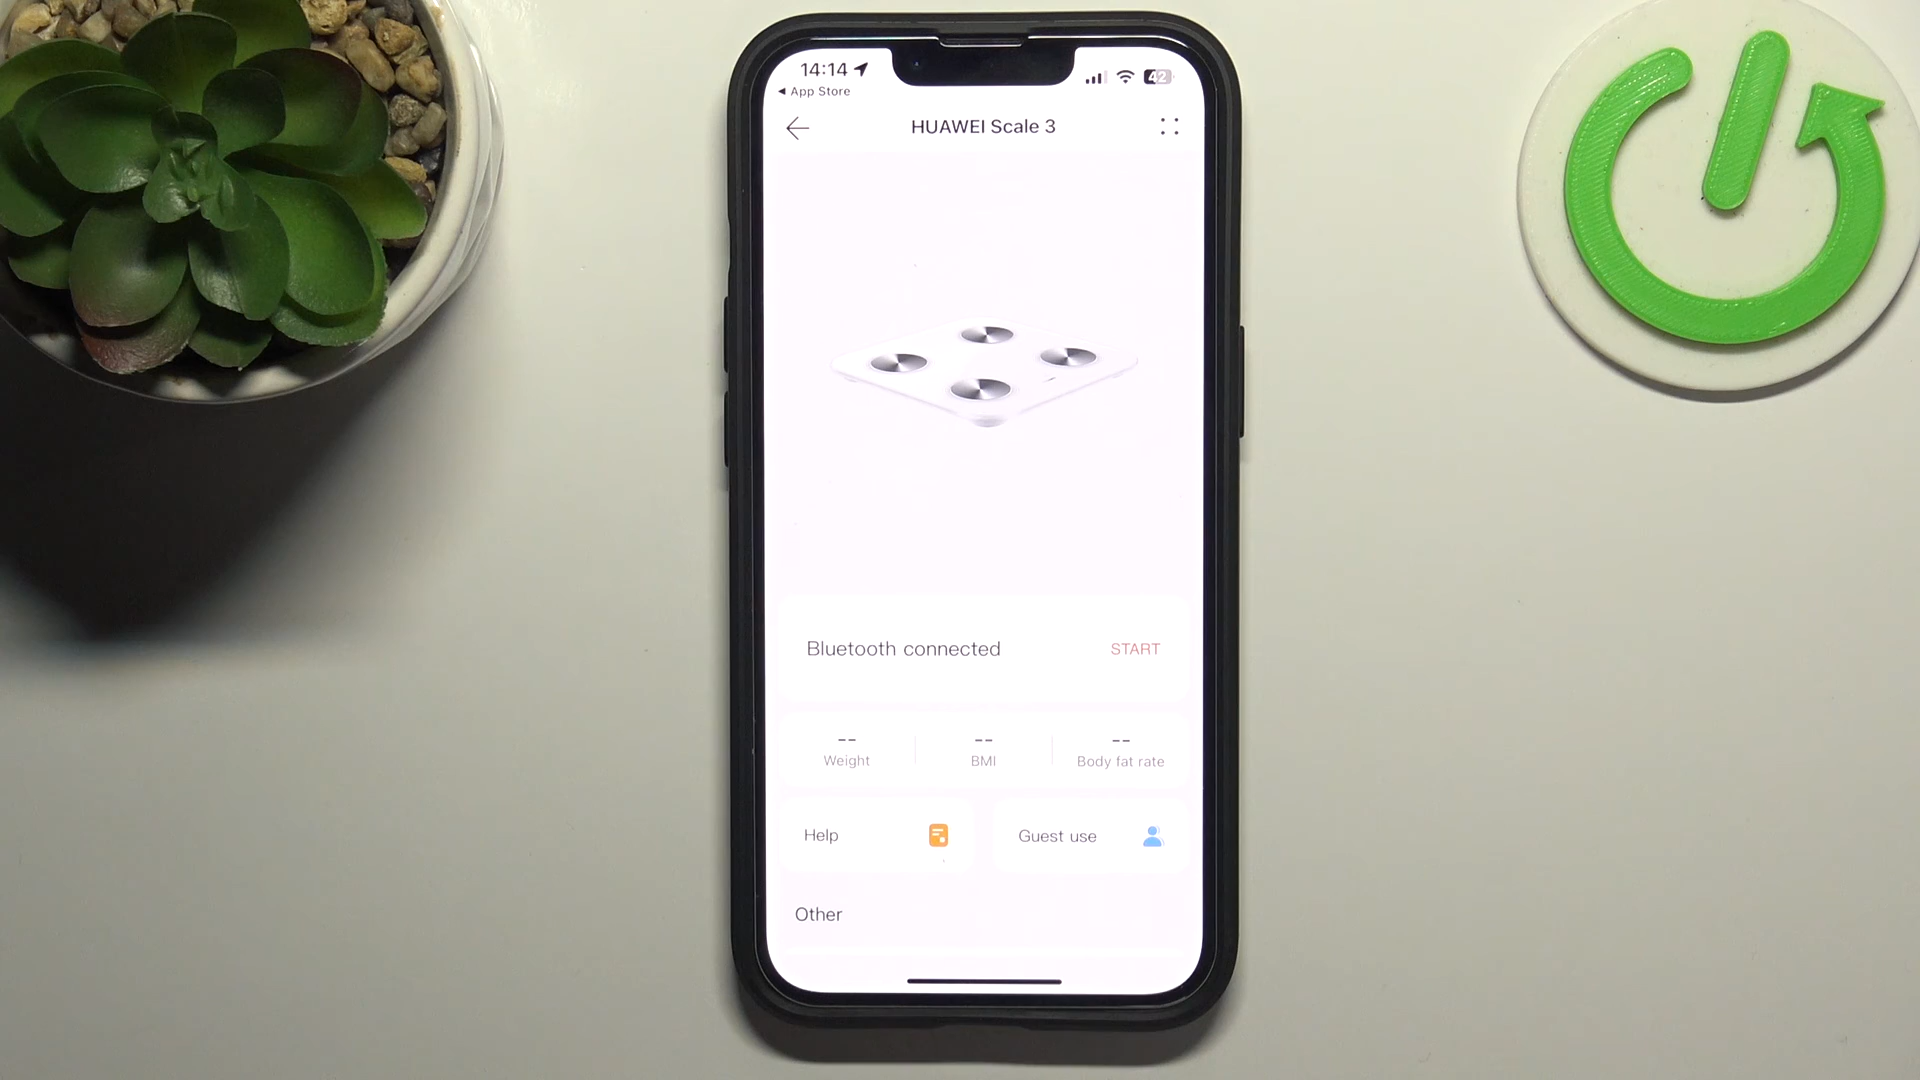 14:14
42
◀ App Store
HUAWEI Scale 3
Bluetooth connected START
-- -- --
Weight BMI Body fat rate
Help Guest use
Other